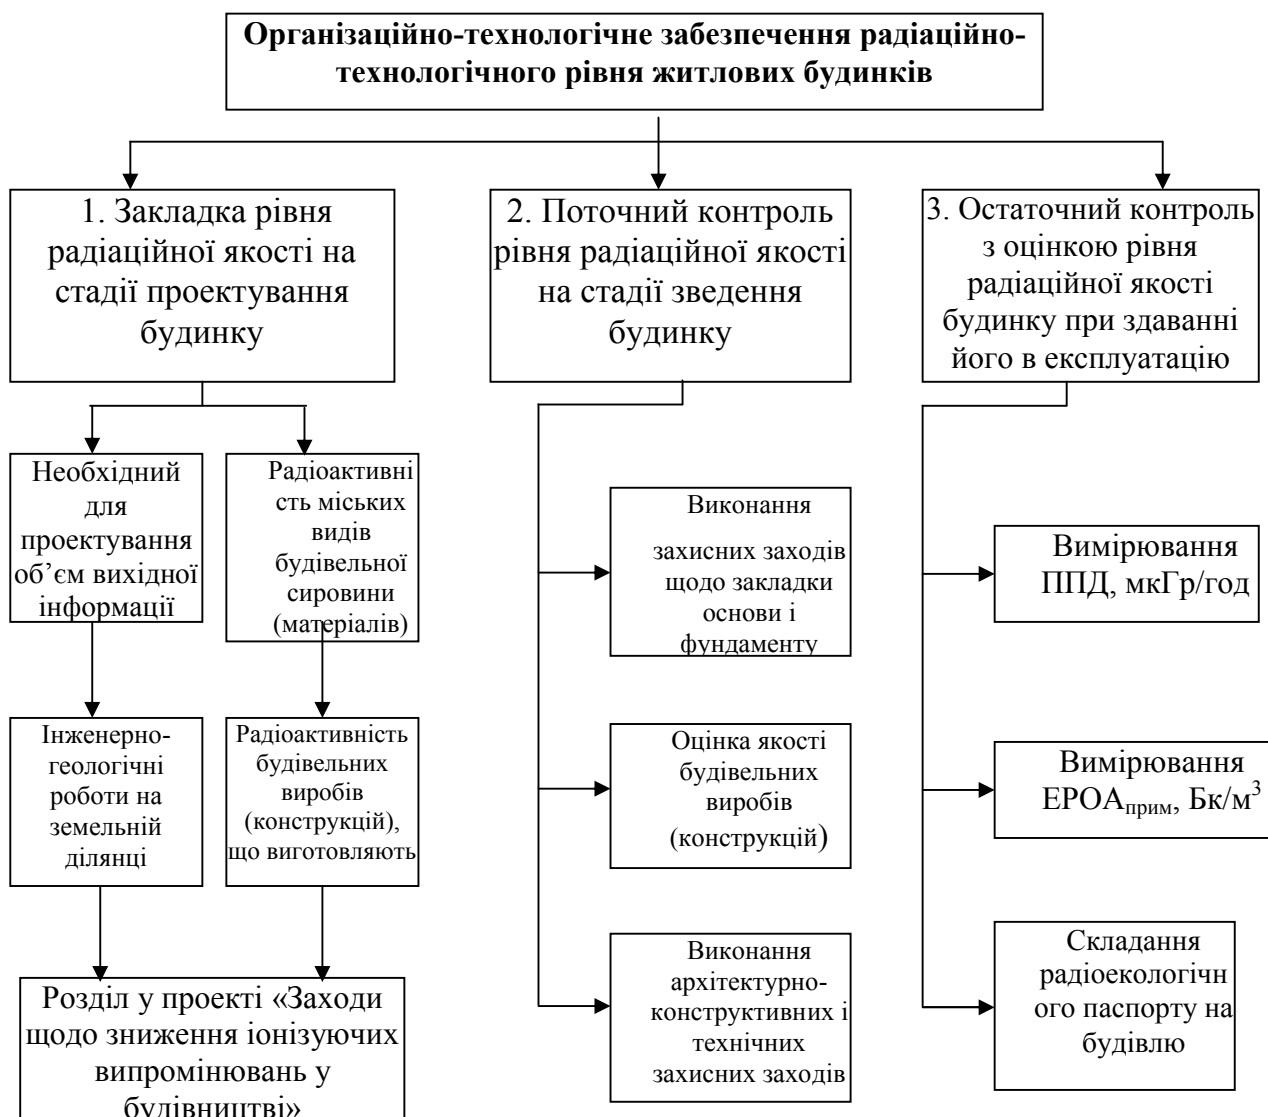 Організаційно-технологічне забезпечення радіаційно-
технологічного рівня житлових будинків
1. Закладка рівня
радіаційної якості на
стадії проектування
будинку
2. Поточний контроль
рівня радіаційної якості
на стадії зведення
будинку
3. Остаточний контроль
з оцінкою рівня
радіаційної якості
будинку при здаванні
його в експлуатацію
Необхідний
для
проектування
об’єм вихідної
інформації
Радіоактивні
сть міських
видів
будівельної
сировини
(матеріалів)
Інженерно-
геологічні
роботи на
земельній
ділянці
Радіоактивність
будівельних
виробів
(конструкцій),
що виготовляють
Розділ у проекті «Заходи
щодо зниження іонізуючих
випромінювань у
будівництві»
Виконання
захисних заходів
щодо закладки
основи і
фундаменту
Оцінка якості
будівельних
виробів
(конструкцій)
Виконання
архітектурно-
конструктивних і
технічних
захисних заходів
Вимірювання
ППД, мкГр/год
Вимірювання
ЕРОАприм, Бк/м³
Складання
радіоекологічн
ого паспорту на
будівлю